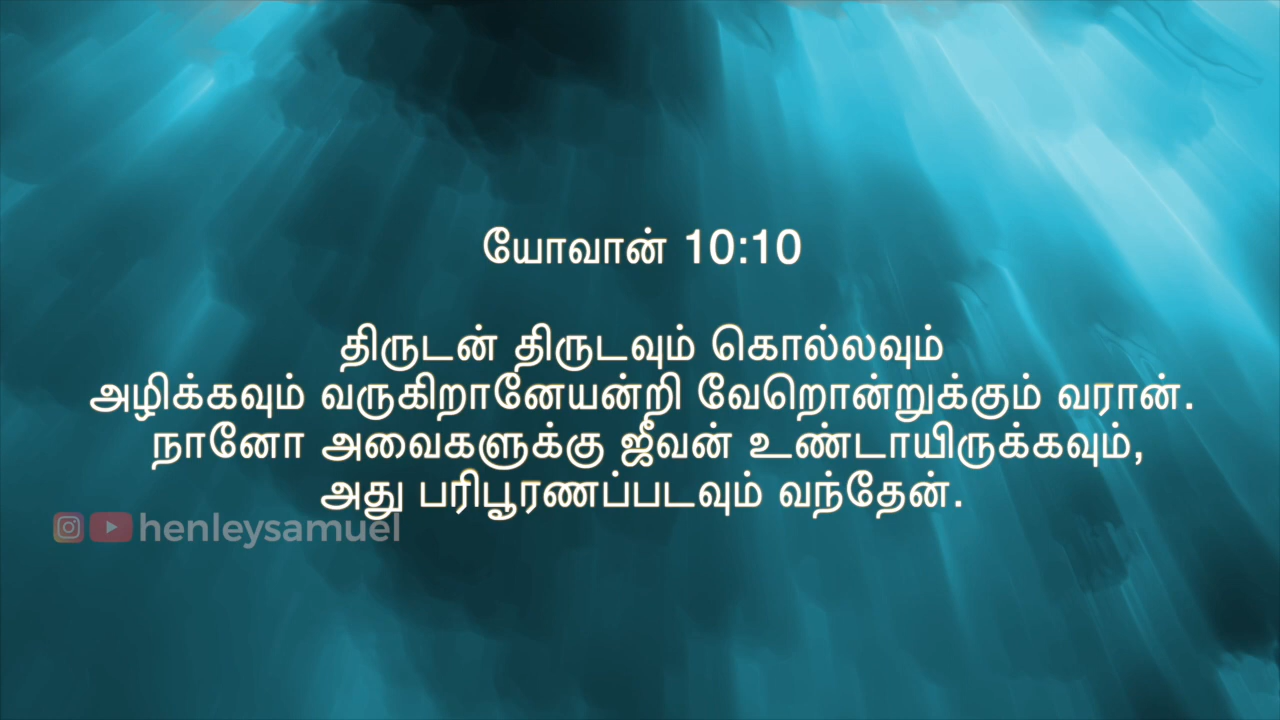 யோவான் 10:10
திருடன் திருடவும் கொல்லவும்
அழிக்கவும் வருகிறானேயன்றி வேறொன்றுக்கும் வரான்.
நானோ அவைகளுக்கு ஜீவன் உண்டாயிருக்கவும்,
அது பரிபூரணப்படவும் வந்தேன்.
henleysamuel